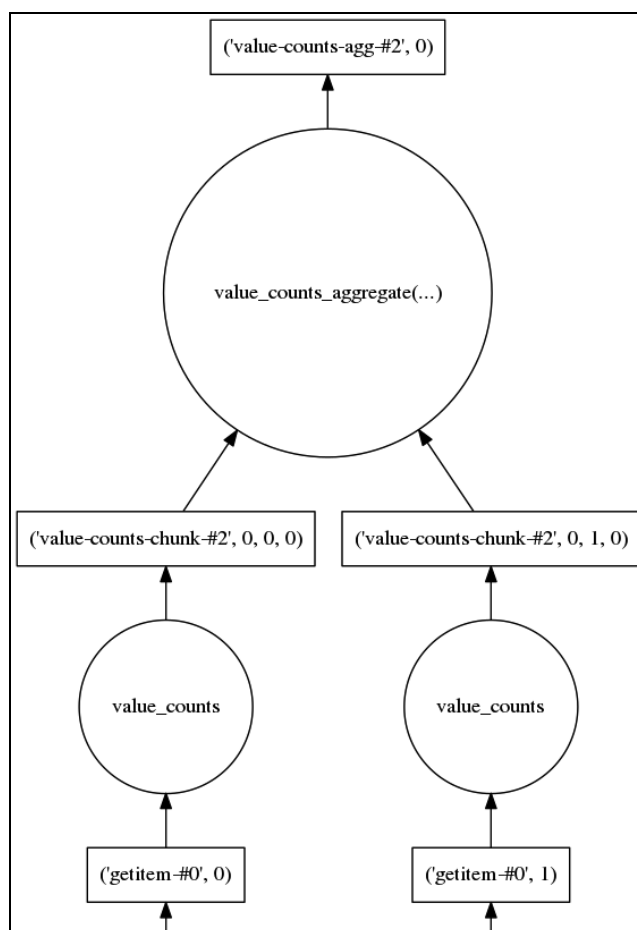 ('value-counts-agg-#2', 0)
value_counts_aggregate(...)
('value-counts-chunk-#2', 0, 0, 0)
('value-counts-chunk-#2', 0, 1, 0)
value_counts
value_counts
('getitem-#0', 0)
('getitem-#0', 1)